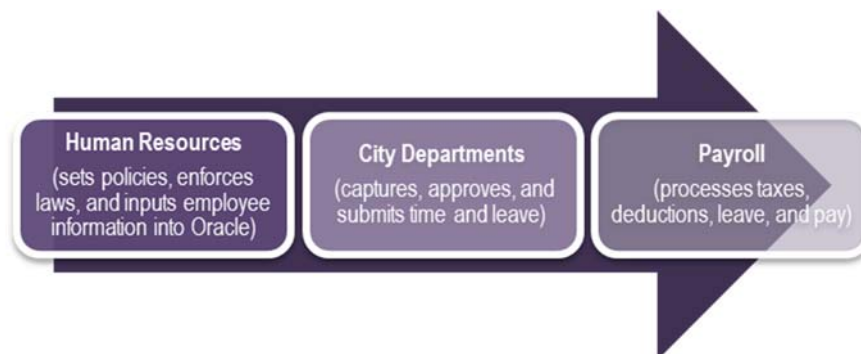 Human Resources
(sets policies, enforces
laws, and inputs employee
information into Oracle)
City Departments
(captures, approves, and
submits time and leave)
Payroll
(processes taxes,
deductions, leave, and pay)